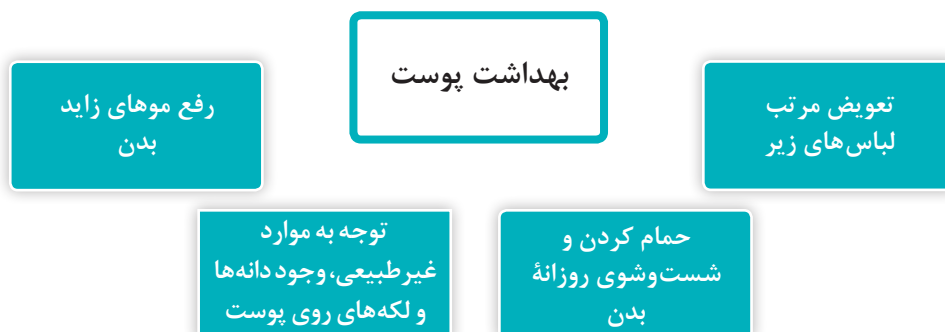 بهداشت پوست
تعویض مرتب
لباس‌های زیر
رفع موهای زاید
بدن
حمام کردن و
شست‌وشوی روزانهٔ
بدن
توجه به موارد
غیرطبیعی، وجود دانه‌ها
و لکه‌های روی پوست